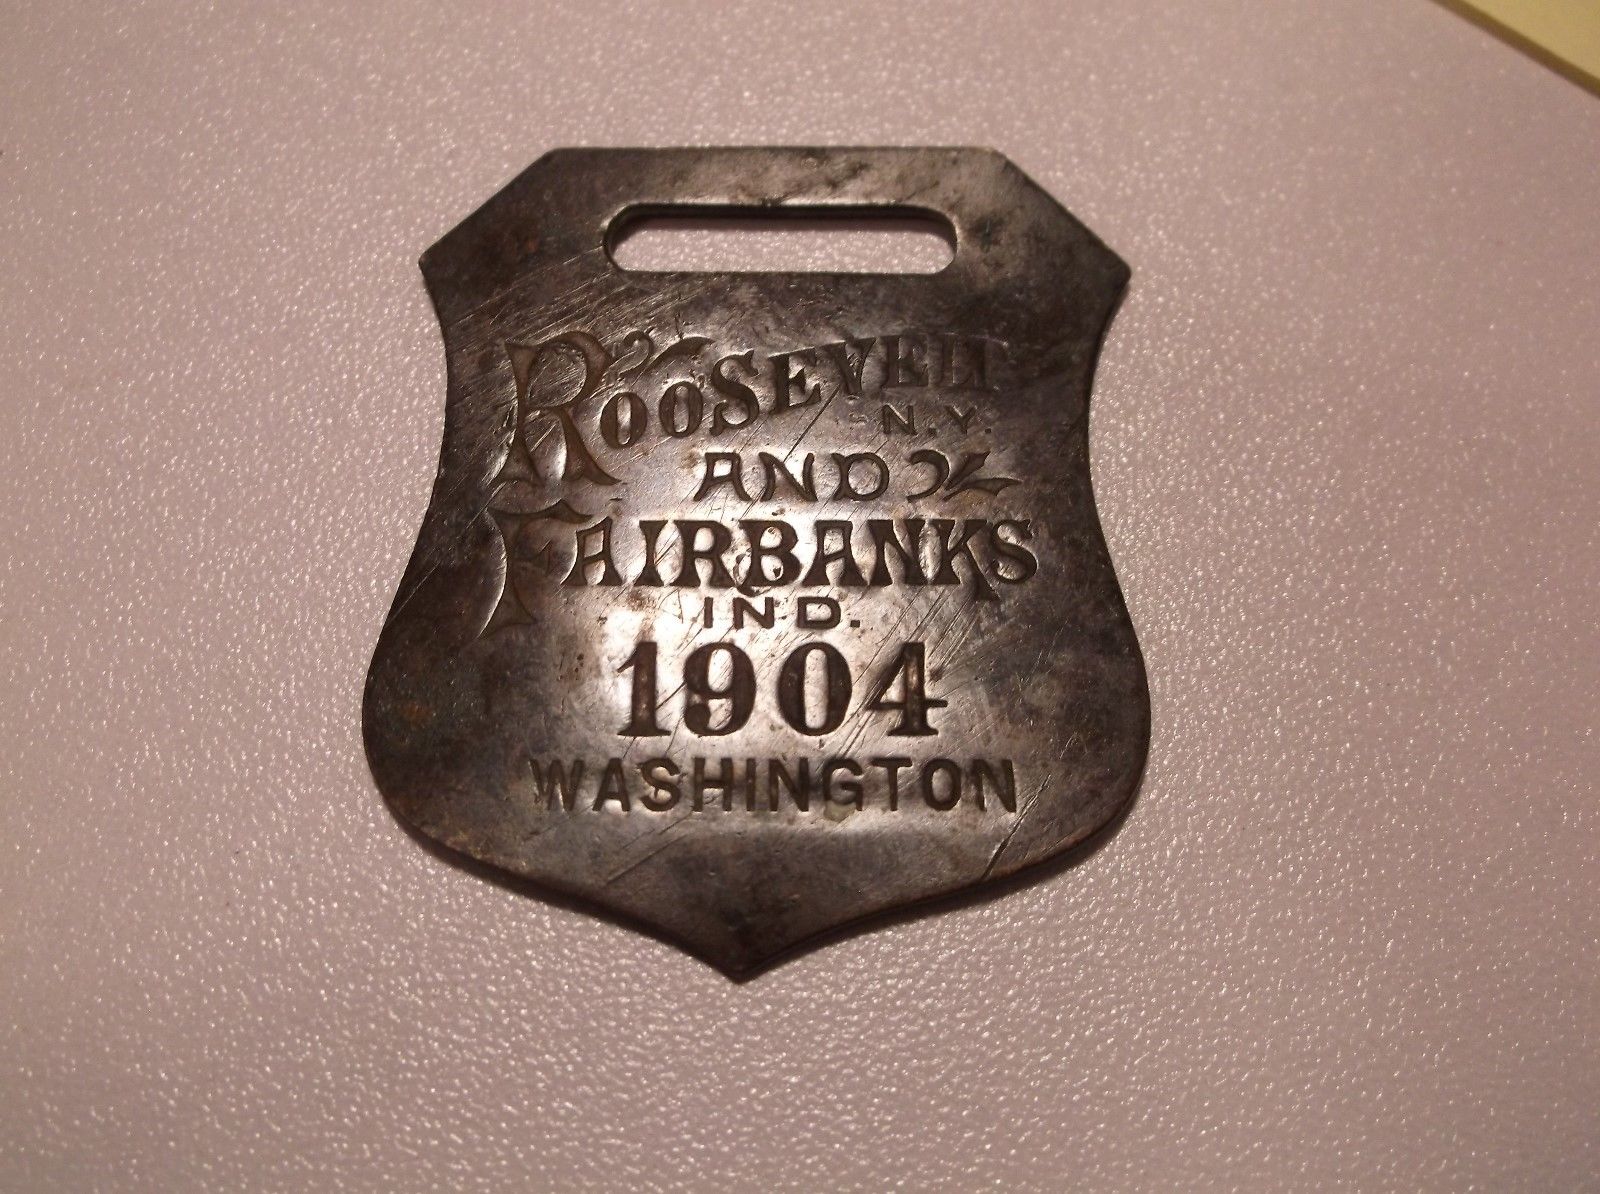 ROOSEVELT
N.Y.
AND
FAIRBANKS
IND.
1904
WASHINGTON